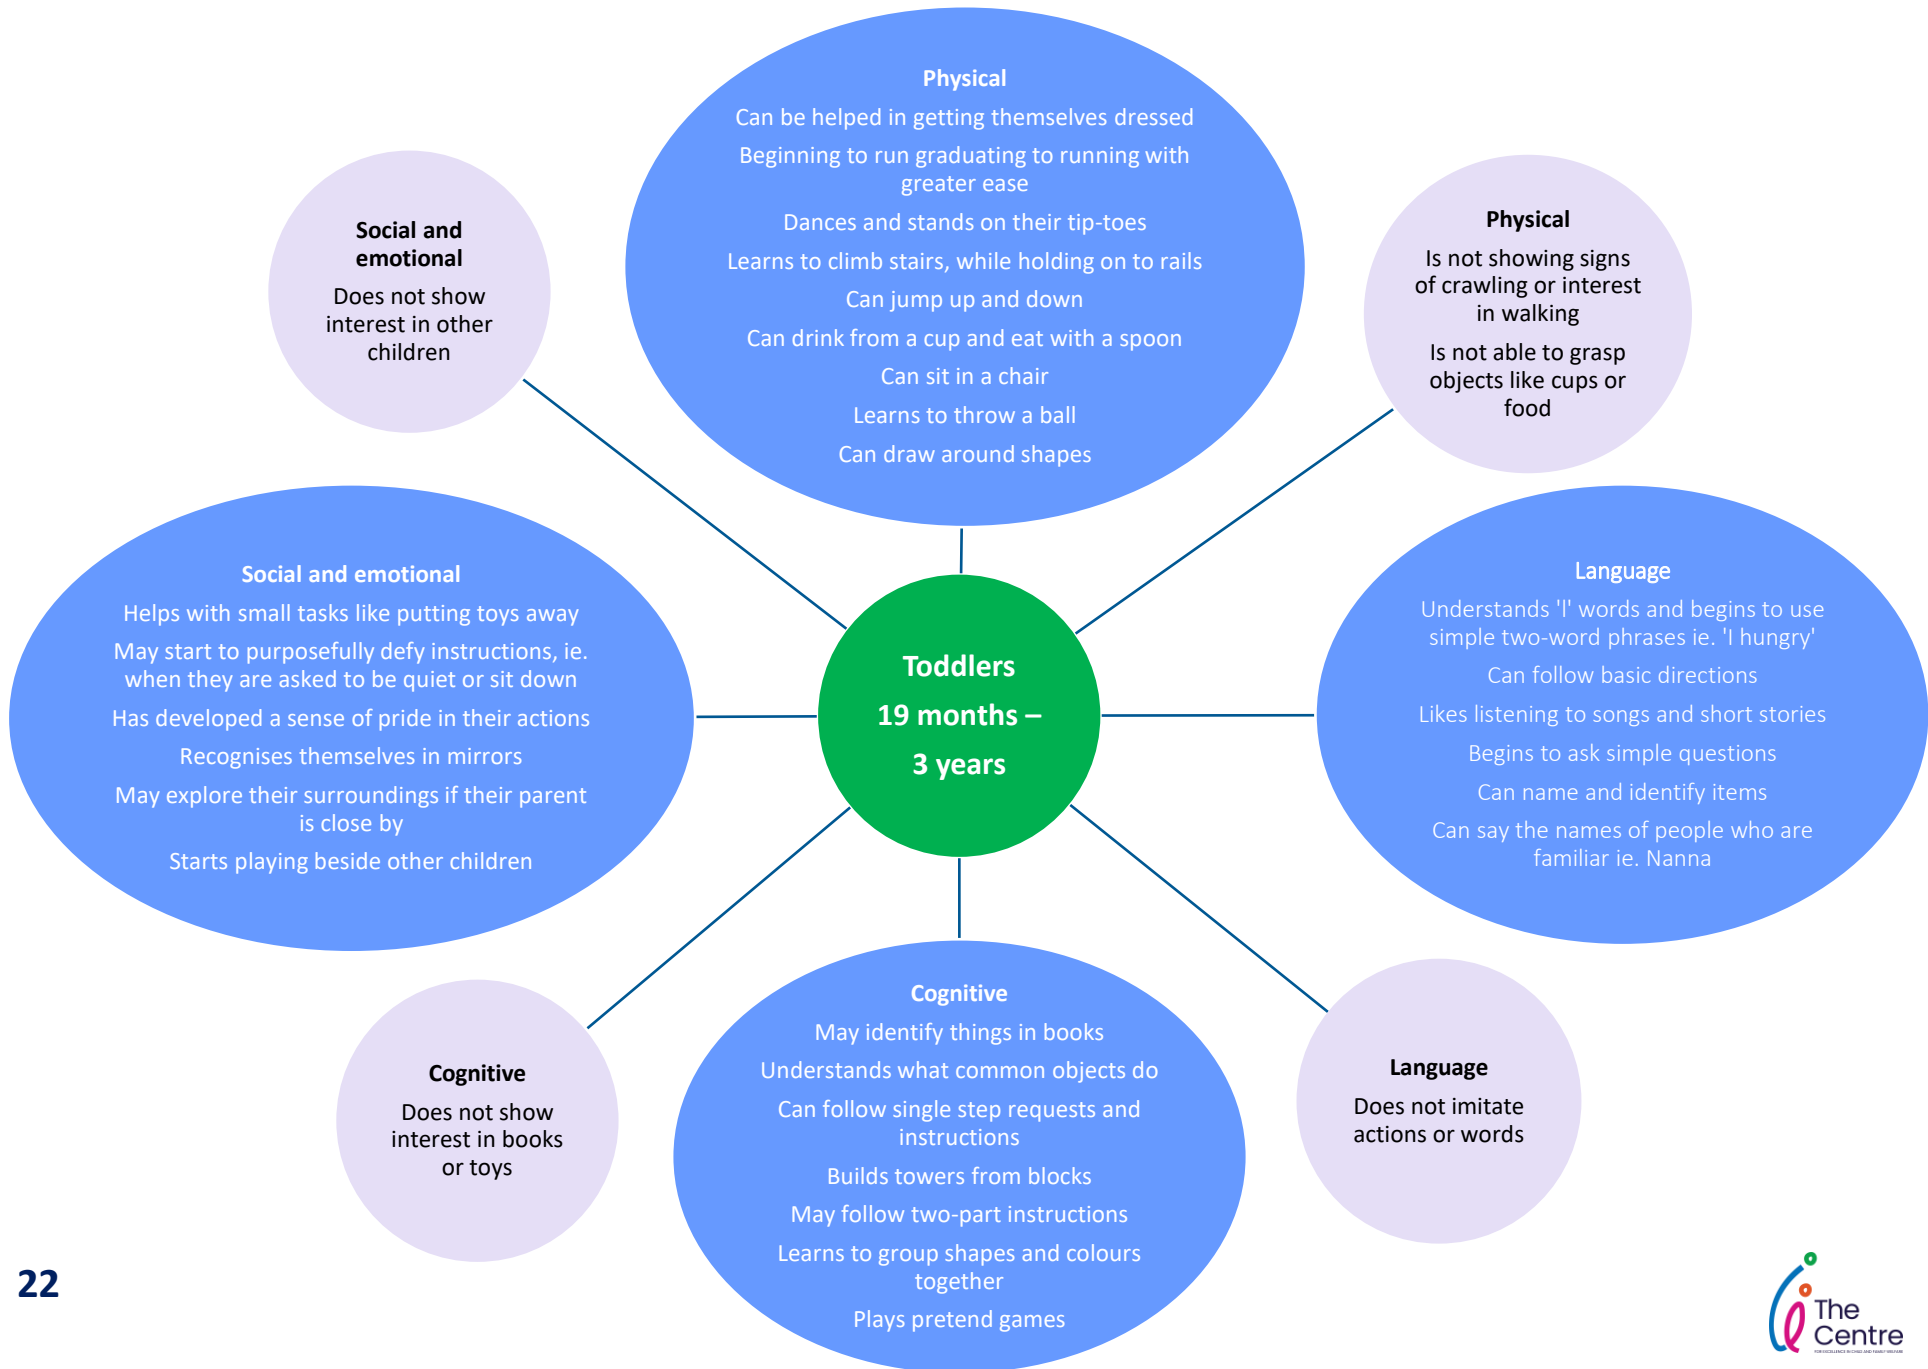 Physical
Can be helped in getting themselves dressed
Beginning to run graduating to running with
greater ease
Dances and stands on their tip-toes
Learns to climb stairs, while holding on to rails
Can jump up and down
Can drink from a cup and eat with a spoon
Can sit in a chair
Learns to throw a ball
Can draw around shapes
Social and
emotional
Does not show
interest in other
children
Physical
Is not showing signs
of crawling or interest
in walking
Is not able to grasp
objects like cups or
food
Social and emotional
Helps with small tasks like putting toys away
May start to purposefully defy instructions, ie.
when they are asked to be quiet or sit down
Has developed a sense of pride in their actions
Recognises themselves in mirrors
May explore their surroundings if their parent
is close by
Starts playing beside other children
Toddlers
19 months –
3 years
Language
Understands 'I' words and begins to use
simple two-word phrases ie. 'I hungry'
Can follow basic directions
Likes listening to songs and short stories
Begins to ask simple questions
Can name and identify items
Can say the names of people who are
familiar ie. Nanna
Cognitive
Does not show
interest in books
or toys
Cognitive
May identify things in books
Understands what common objects do
Can follow single step requests and
instructions
Builds towers from blocks
May follow two-part instructions
Learns to group shapes and colours
together
Plays pretend games
Language
Does not imitate
actions or words
22
The
Centre
FOR EXCELLENCE IN CHILD AND FAMILY WELFARE